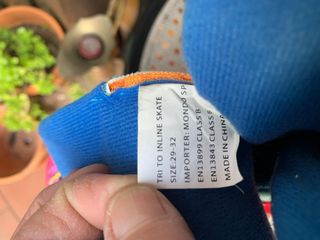 TRI TO INLINE SKATE
SIZE:29-32
IMPORTER: MONDO SP
EN13899 CLASS B
EN13843 CLASS
MADE IN CHINA